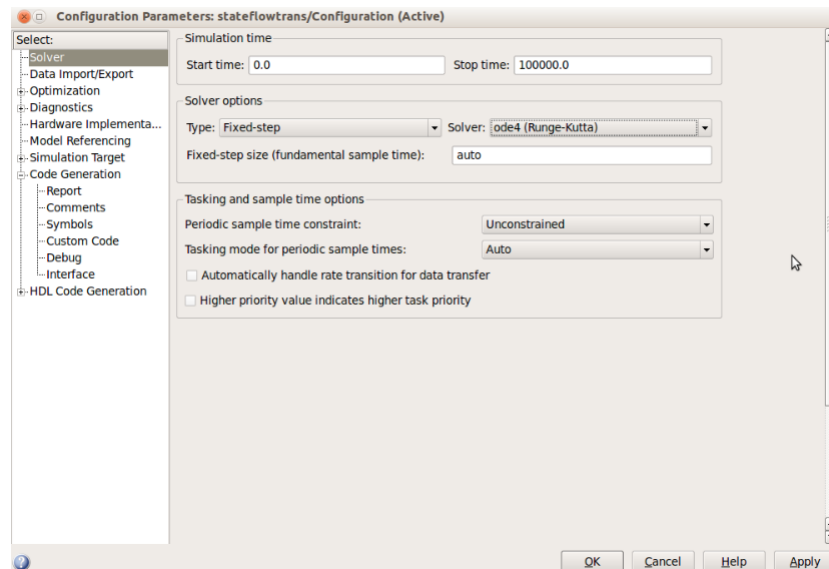 Configuration Parameters: stateflowtrans/Configuration (Active)
Select:
Solver
Data Import/Export
Optimization
Diagnostics
Hardware Implementa...
Model Referencing
Simulation Target
Code Generation
Report
Comments
Symbols
Custom Code
Debug
Interface
HDL Code Generation
Simulation time
Start time: 0.0 Stop time: 100000.0
Solver options
Type: Fixed-step Solver: ode4 (Runge-Kutta)
Fixed-step size (fundamental sample time): auto
Tasking and sample time options
Periodic sample time constraint: Unconstrained
Tasking mode for periodic sample times: Auto
Automatically handle rate transition for data transfer
Higher priority value indicates higher task priority
? OK Cancel Help Apply